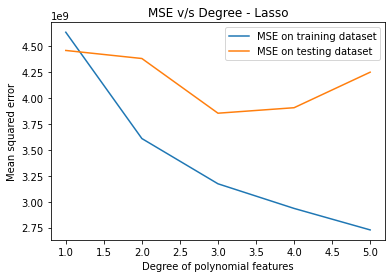 MSE v/s Degree - Lasso
1e9
MSE on training dataset
MSE on testing dataset
4.50
4.25
4.00
3.75
3.50
3.25
3.00
2.75
Mean squared error
1.0 1.5 2.0 2.5 3.0 3.5 4.0 4.5 5.0
Degree of polynomial features